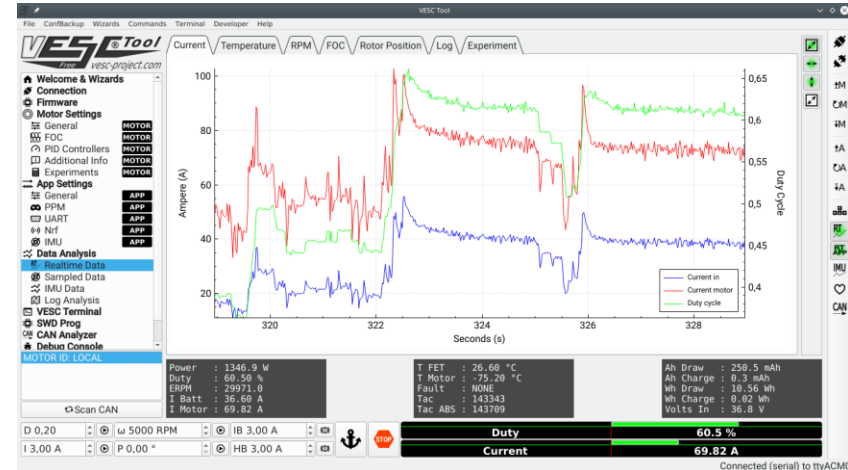 VESC Tool
File ConfBackup Wizards Commands Terminal Developer Help
VESC ® Tool
Free vesc-project.com
Welcome & Wizards
Connection
Firmware
Motor Settings
General MOTOR
FOC MOTOR
PID Controllers MOTOR
Additional Info MOTOR
Experiments MOTOR
App Settings
General APP
PPM APP
UART APP
Nrf APP
IMU APP
Data Analysis
RT Realtime Data
Sampled Data
IMU Data
Log Analysis
VESC Terminal
SWD Prog
CAN Analyzer
Debug Console
MOTOR ID: LOCAL
Scan CAN
Current Temperature RPM FOC Rotor Position Log Experiment
Ampere (A)
100
80
60
40
20
0,65
0,6
0,55
0,5
0,45
0,4
Duty Cycle
Current in
Current motor
Duty cycle
320 322 324 326 328
Seconds (s)
Power : 1346.9 W
Duty : 60.50 %
ERPM : 29971.0
I Batt : 36.60 A
I Motor : 69.82 A
T FET : 26.60 °C
T Motor : -75.20 °C
Fault : NONE
Tac : 143343
Tac ABS : 143709
Ah Draw : 250.5 mAh
Ah Charge : 0.3 mAh
Wh Draw : 10.56 Wh
Wh Charge : 0.02 Wh
Volts In : 36.8 V
D 0,20 ω 5000 RPM IB 3,00 A
I 3,00 A P 0,00 ° HB 3,00 A
STOP
Duty 60.5 %
Current 69.82 A
↑M
↻M
↓M
↑A
↻A
↓A
RT
IMU
CAN
Connected (serial) to ttyACM0